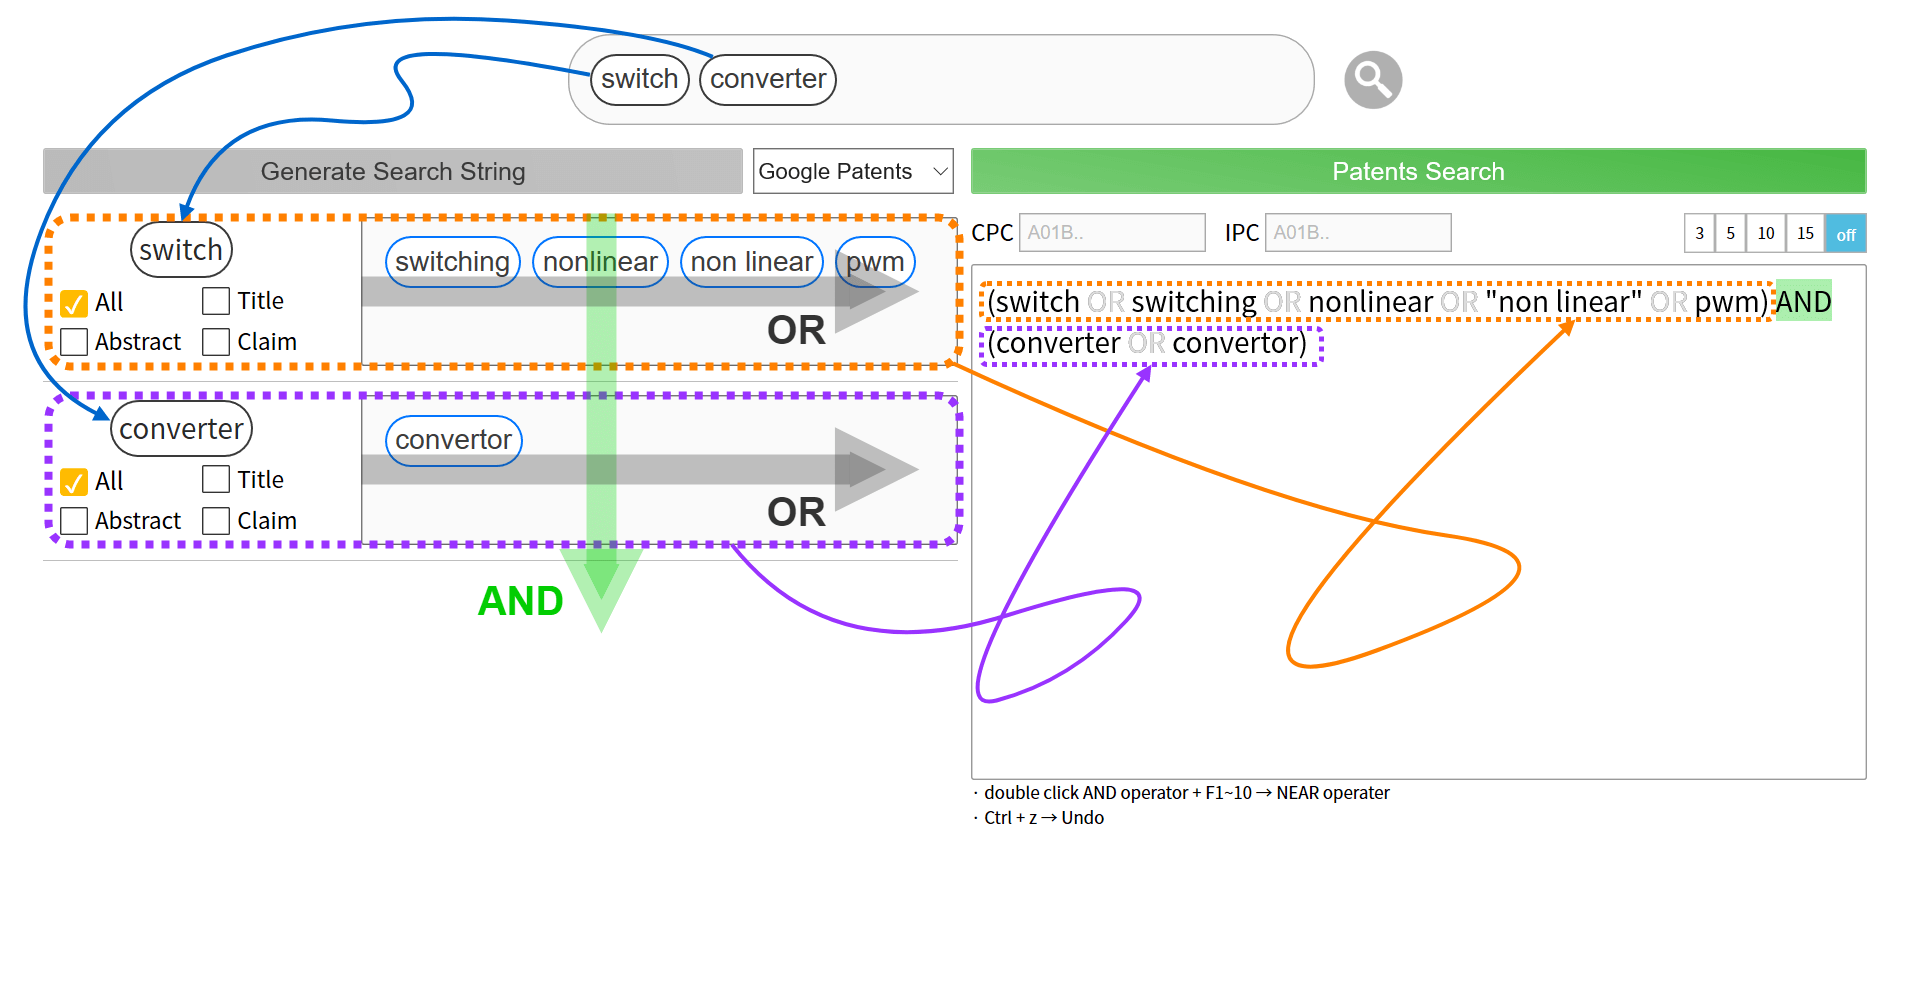 switch converter
Generate Search String Google Patents Patents Search
CPC A01B.. IPC A01B.. 3 5 10 15 off
switch switching nonlinear non linear pwm
All Title
Abstract Claim
OR
(switch OR switching OR nonlinear OR "non linear" OR pwm) AND
(converter OR convertor)
converter convertor
All Title
Abstract Claim
OR
AND
· double click AND operator + F1~10 → NEAR operater
· Ctrl + z → Undo